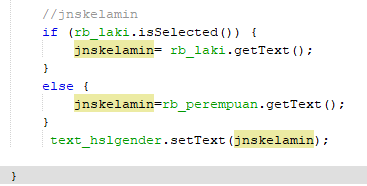 //jnskelamin
if (rb_laki.isSelected()) {
jnskelamin= rb_laki.getText();
}
else {
jnskelamin=rb_perempuan.getText();
}
text_hslgender.setText(jnskelamin);
}